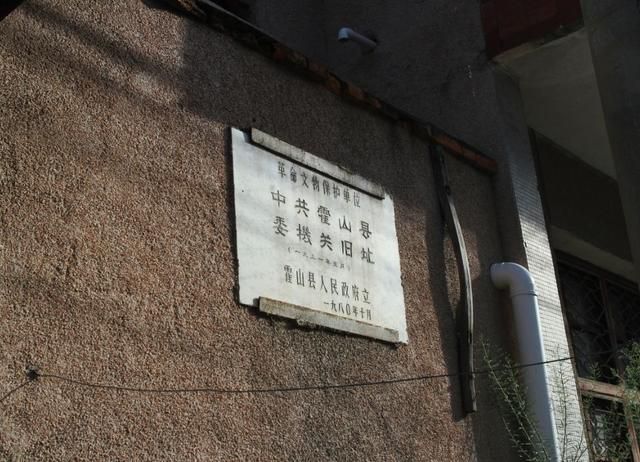 革命文物保护单位
中共霍山县
委機关旧址
霍山县人民政府立
一九八〇年十月